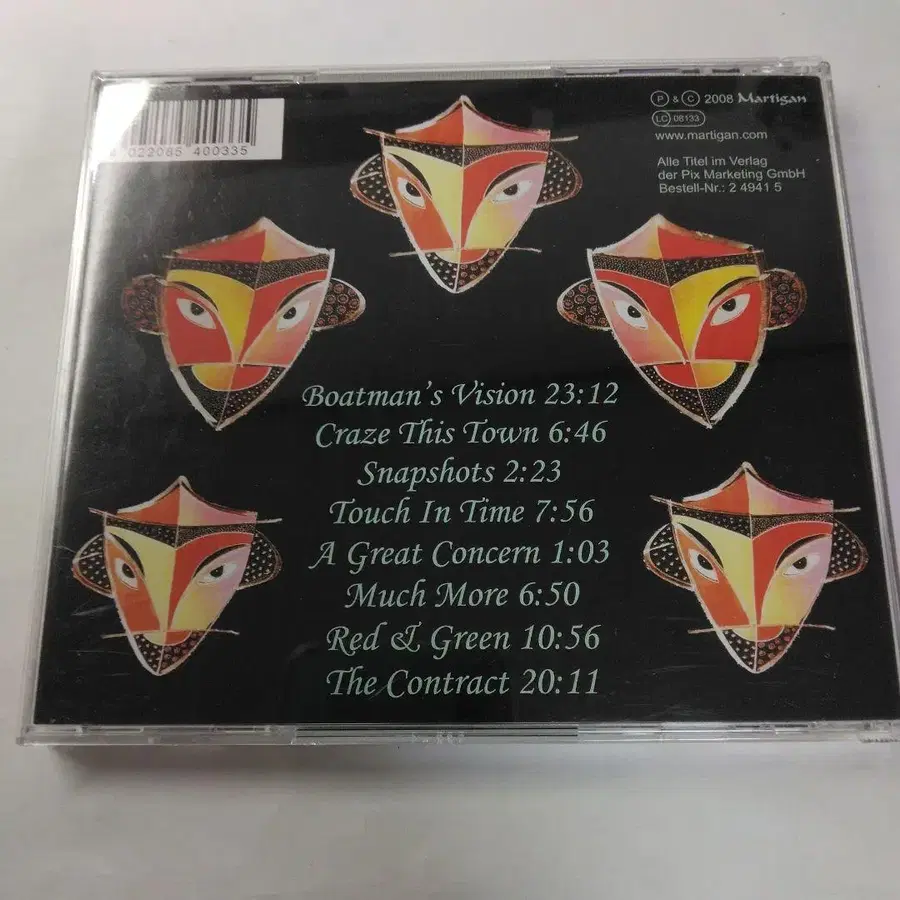 4 022085 400335
P & C 2008 Martigan
LC 08133
www.martigan.com
Alle Titel im Verlag
der Pix Marketing GmbH
Bestell-Nr.: 2 4941 5
Boatman's Vision 23:12
Craze This Town 6:46
Snapshots 2:23
Touch In Time 7:56
A Great Concern 1:03
Much More 6:50
Red & Green 10:56
The Contract 20:11